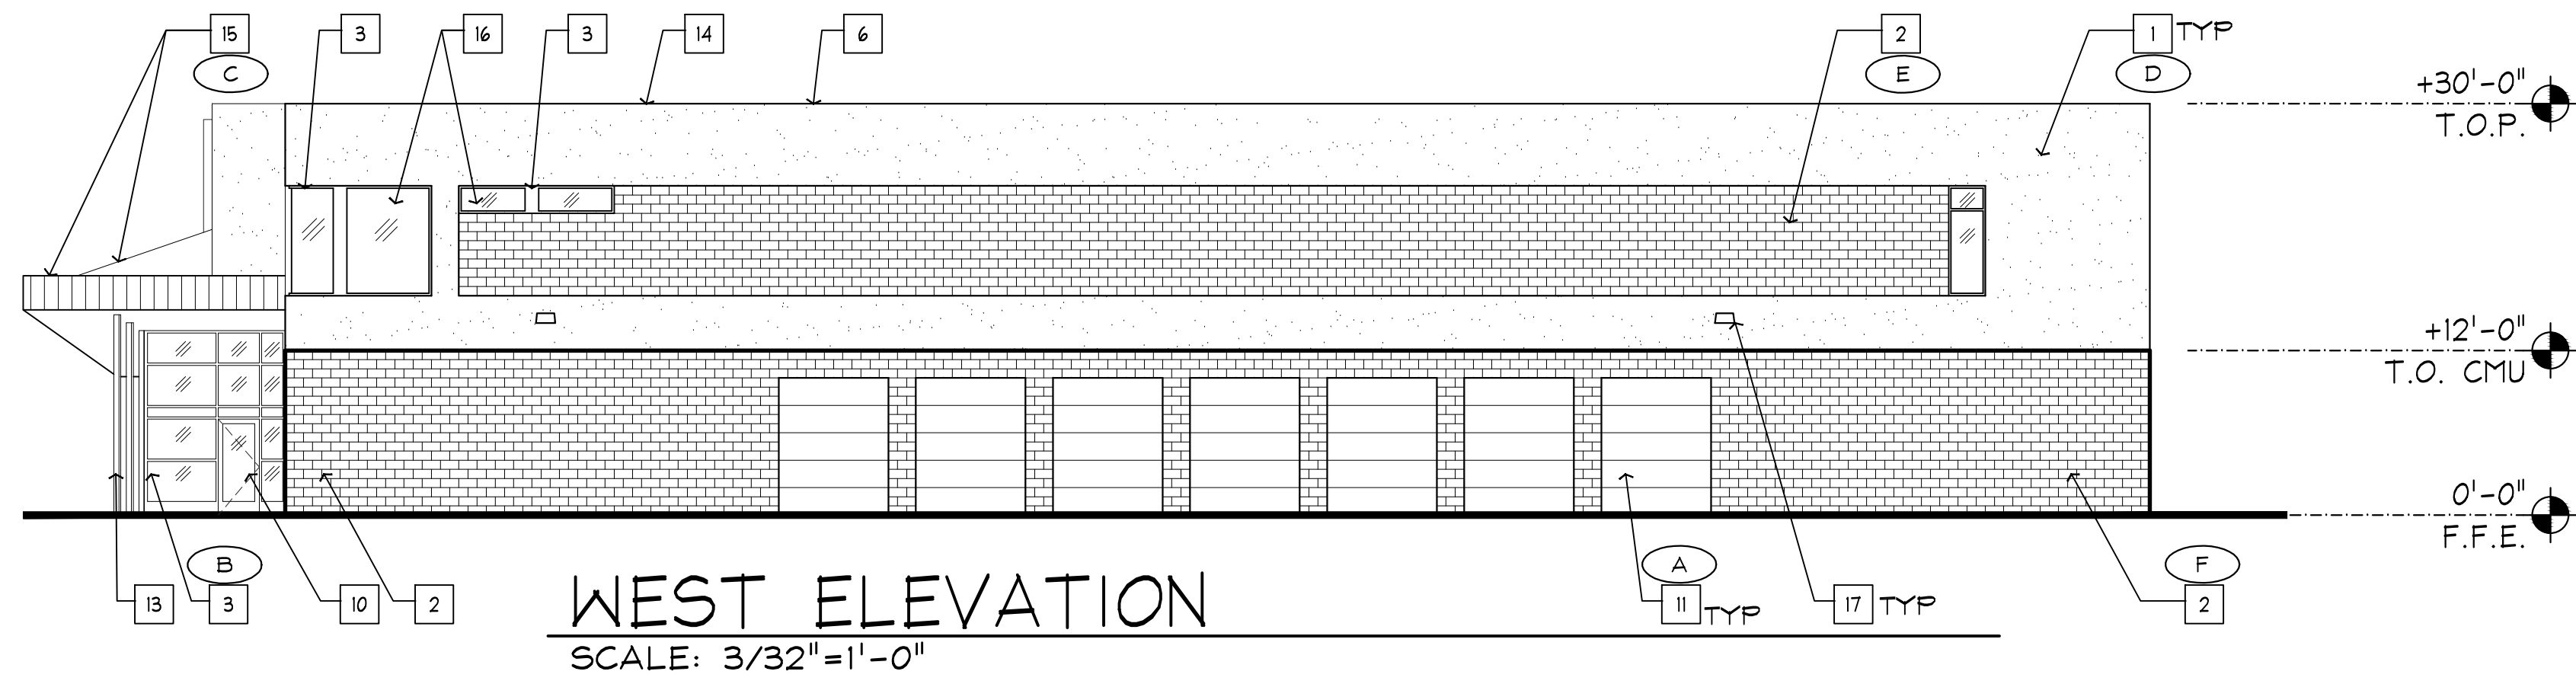 15
3
16
3
14
6
2
1 TYP
C
E
D
+30'-0"
T.O.P.
+12'-0"
T.O. CMU
0'-0"
F.F.E.
B
A
F
13
3
10
2
11 TYP
17 TYP
2
WEST ELEVATION
SCALE: 3/32"=1'-0"